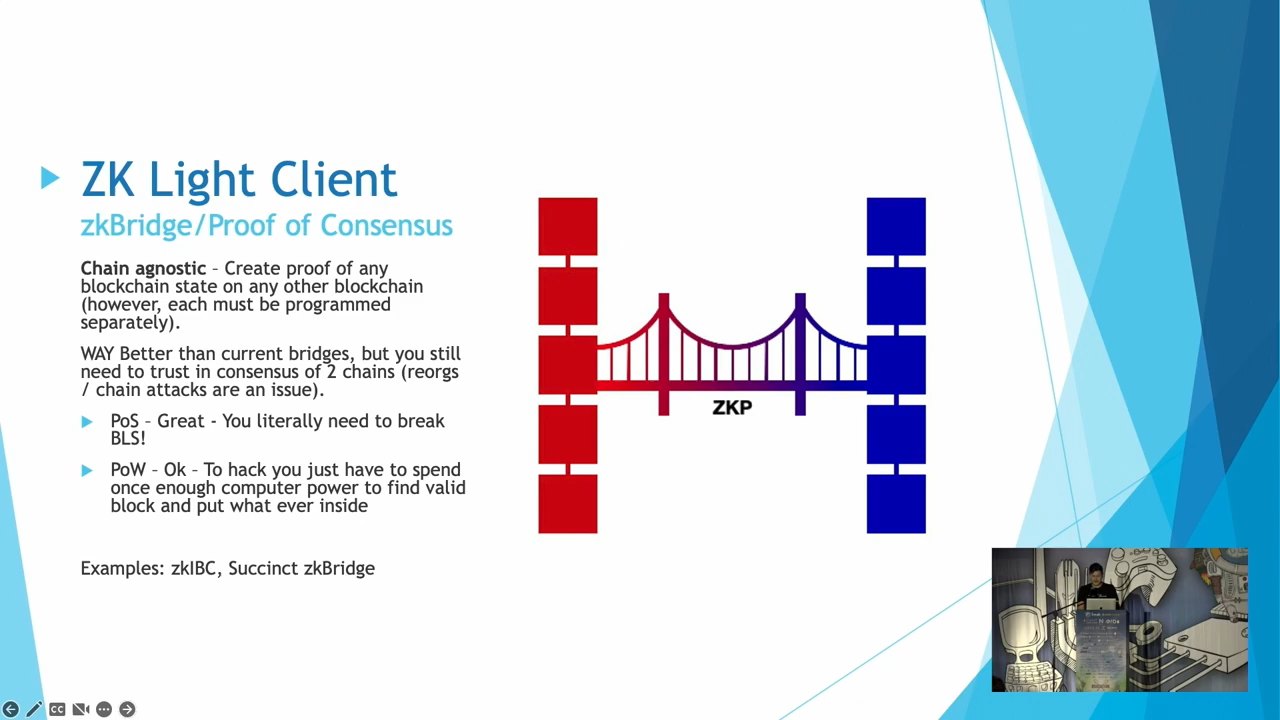 ZK Light Client
zkBridge/Proof of Consensus
Chain agnostic – Create proof of any
blockchain state on any other blockchain
(however, each must be programmed
separately).
WAY Better than current bridges, but you still
need to trust in consensus of 2 chains (reorgs
/ chain attacks are an issue).
PoS – Great - You literally need to break
BLS!
PoW – Ok – To hack you just have to spend
once enough computer power to find valid
block and put what ever inside
Examples: zkIBC, Succinct zkBridge
ZKP
CC